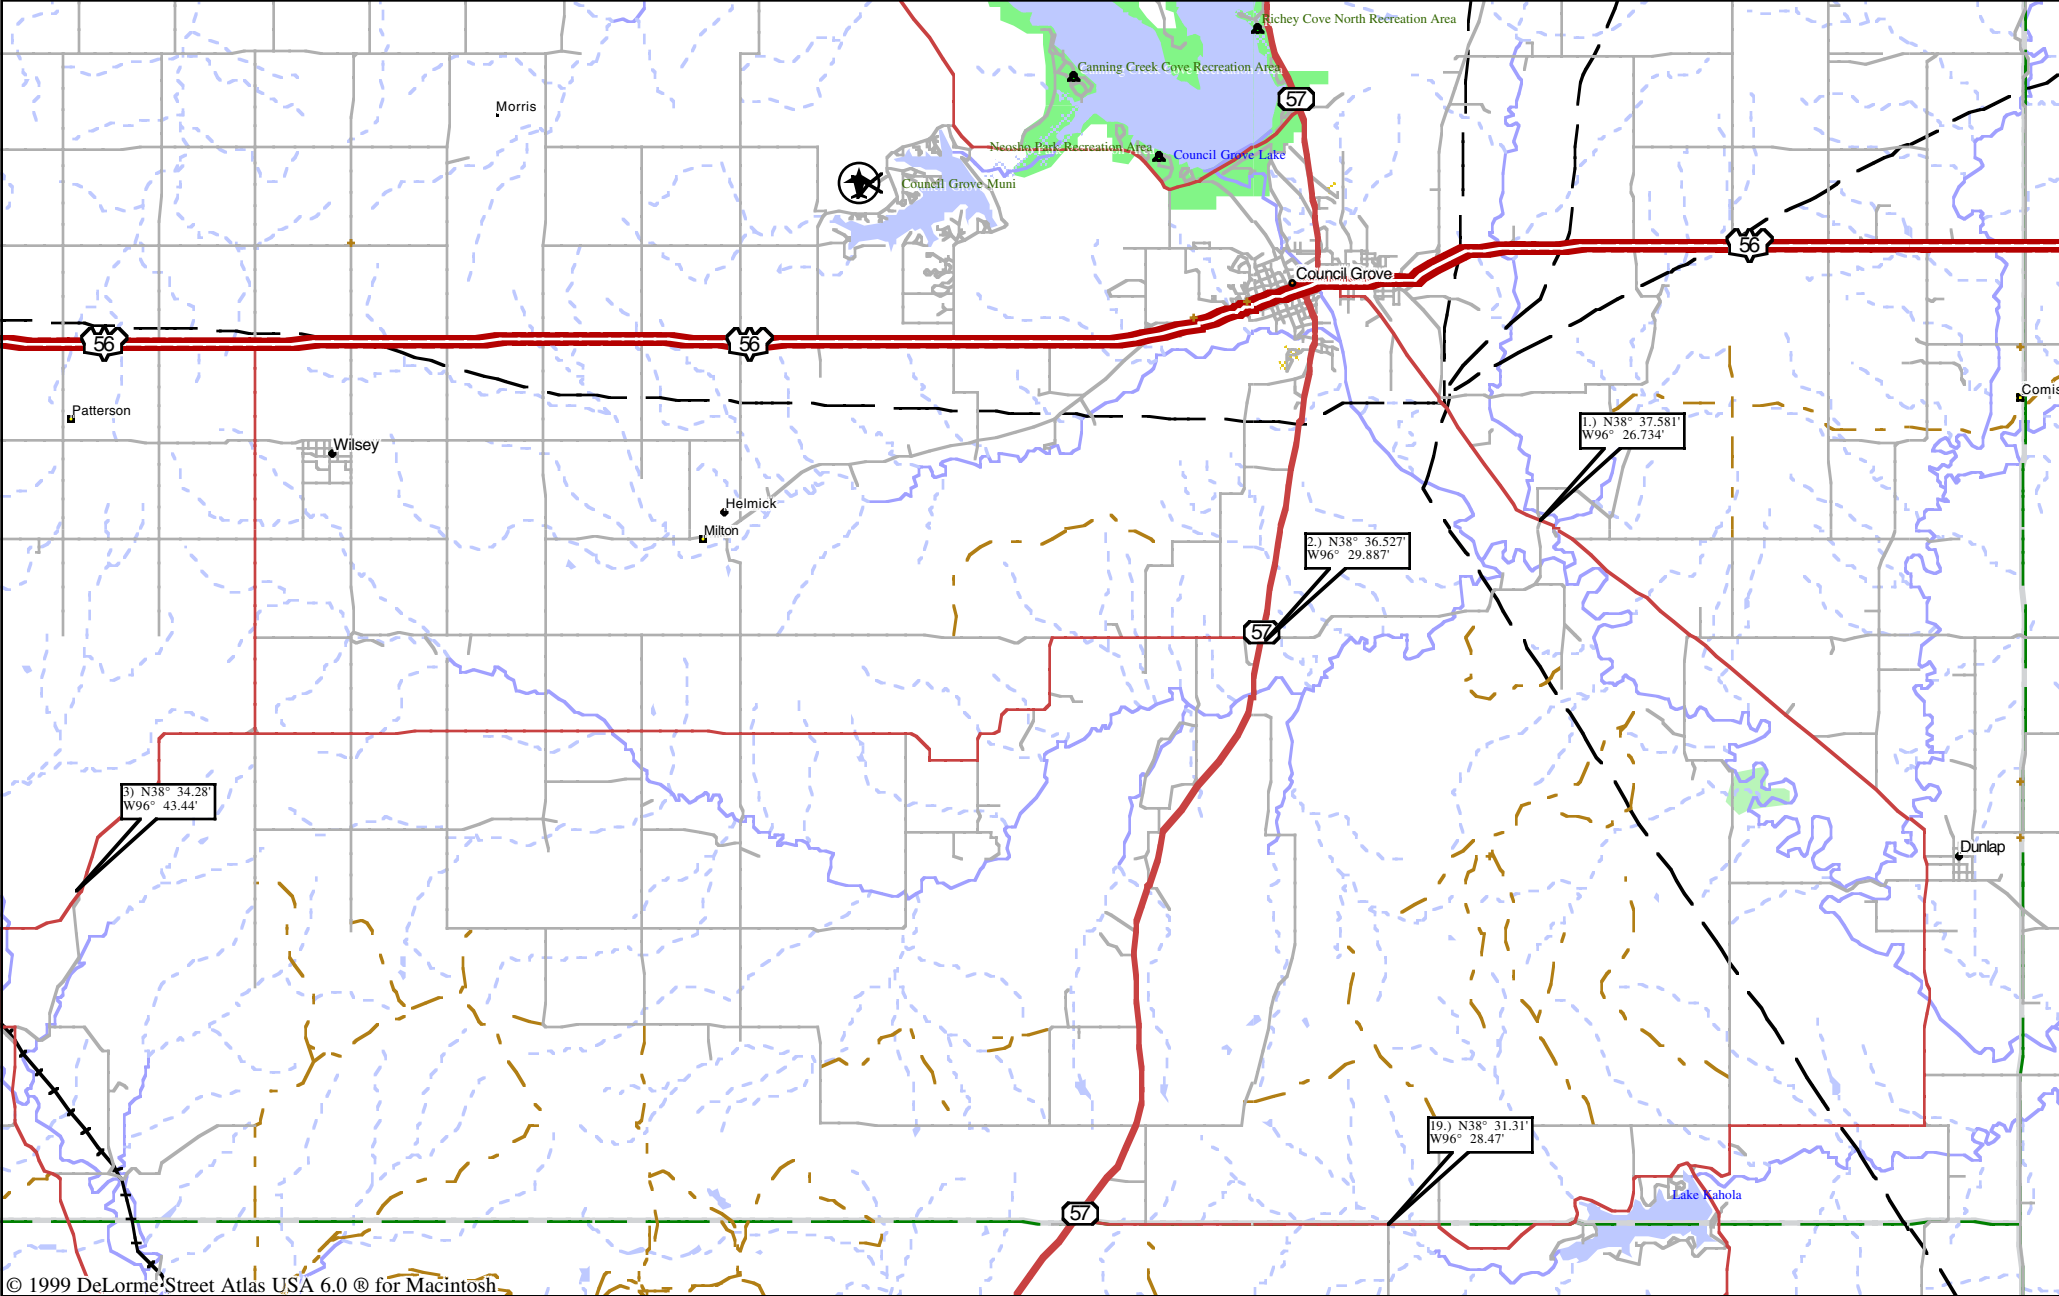 Richey Cove North Recreation Area
Canning Creek Cove Recreation Area
57
Morris
Neosho Park Recreation Area
Council Grove Lake
Council Grove Muni
56
Council Grove
56
56
Patterson
Comis
1.) N38° 37.581'
W96° 26.734'
Wilsey
Helmick
Milton
2.) N38° 36.527'
W96° 29.887'
57
3) N38° 34.28'
W96° 43.44'
Dunlap
19.) N38° 31.31'
W96° 28.47'
Lake Kahola
57
© 1999 DeLorme Street Atlas USA 6.0 ® for Macintosh